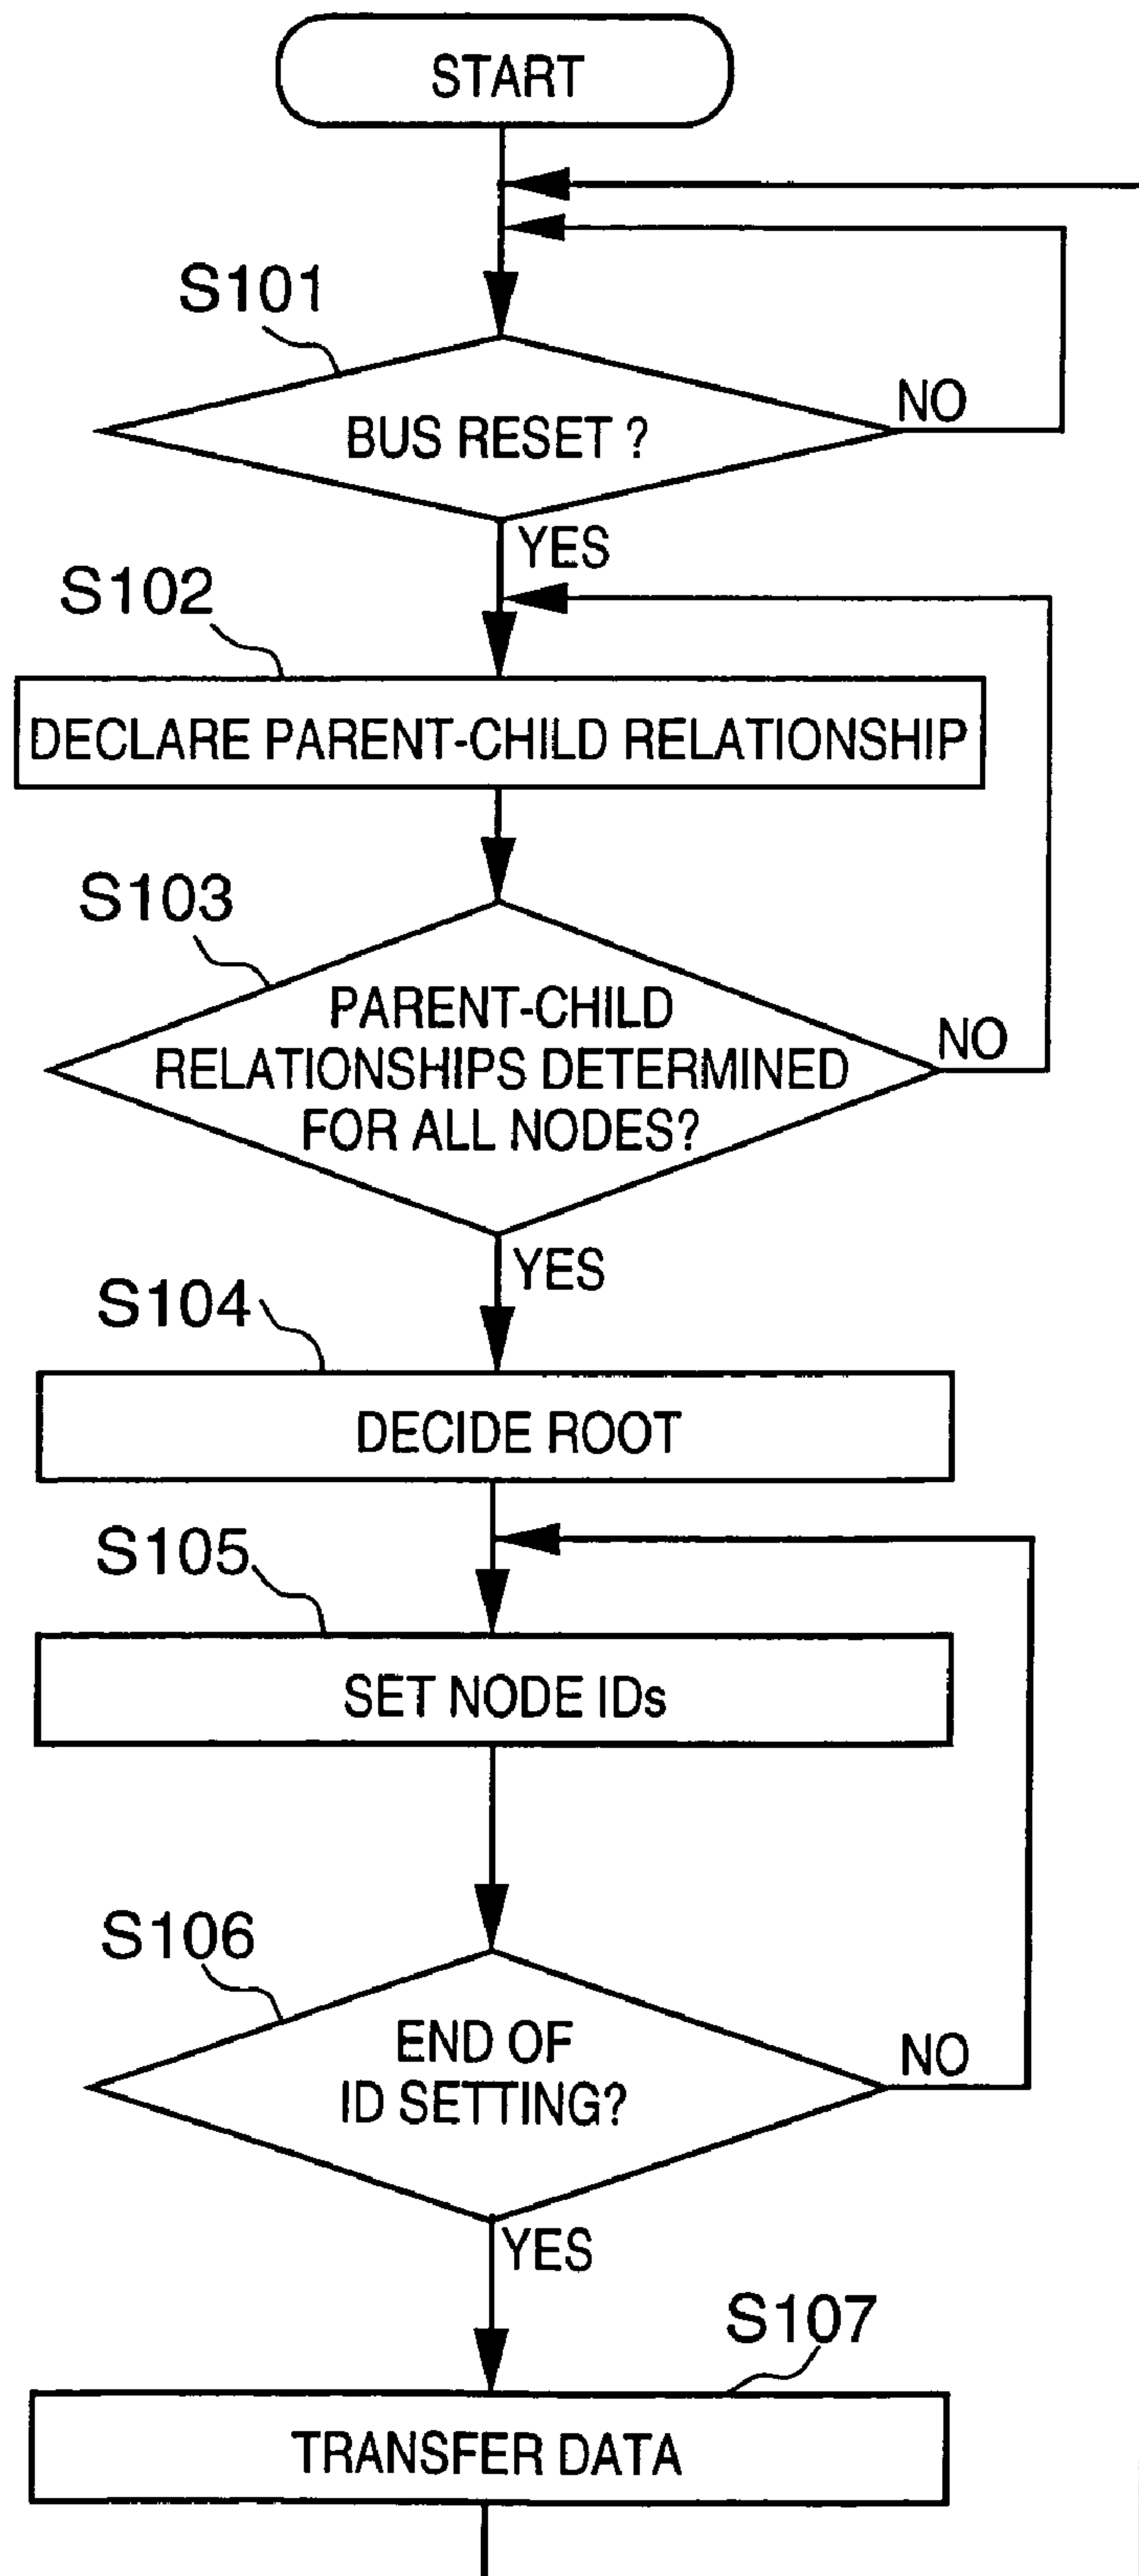 START
S101
BUS RESET ?
NO
YES
S102
DECLARE PARENT-CHILD RELATIONSHIP
S103
PARENT-CHILD
RELATIONSHIPS DETERMINED
FOR ALL NODES?
NO
YES
S104
DECIDE ROOT
S105
SET NODE IDs
S106
END OF
ID SETTING?
NO
YES
S107
TRANSFER DATA